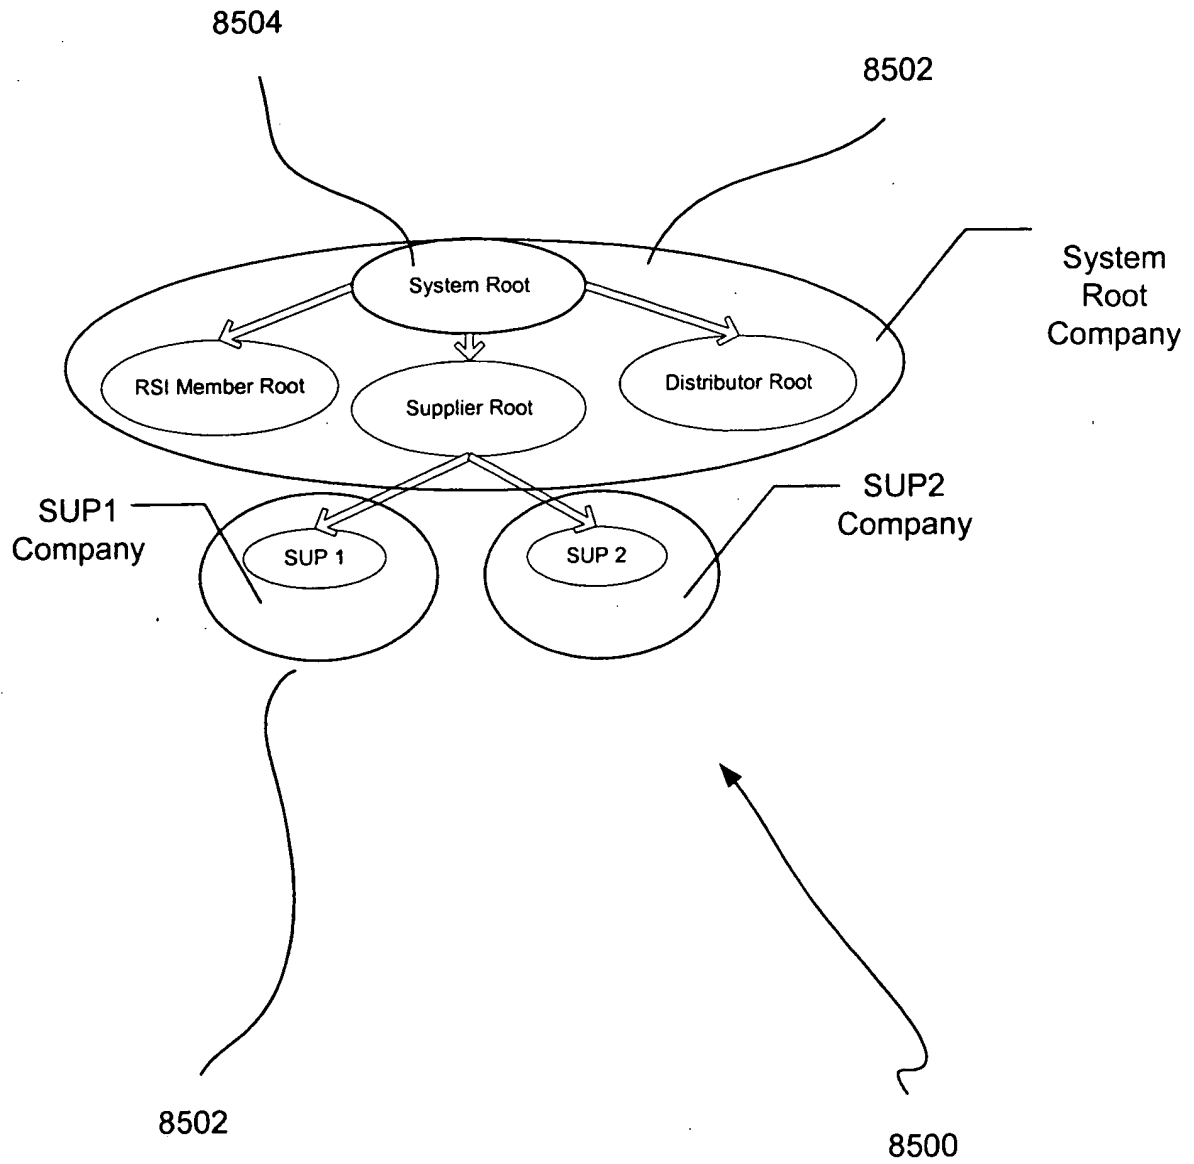 8504
8502
System
Root
Company
System Root
RSI Member Root
Supplier Root
Distributor Root
SUP1
Company
SUP2
Company
SUP 1
SUP 2
8502
8500